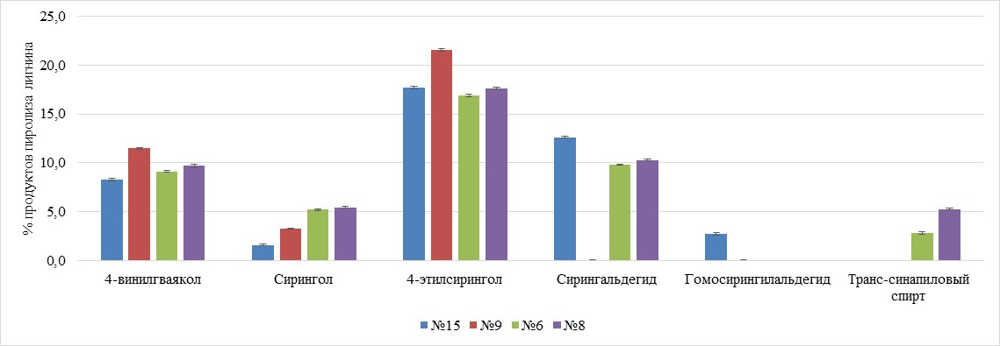 % продуктов пиролиза лигнина
25,0
20,0
15,0
10,0
5,0
0,0
4-винилгваякол
Сирингол
4-этилсирингол
Сирингальдегид
Гомосирингилальдегид
Транс-синапиловый
спирт
№15
№9
№6
№8